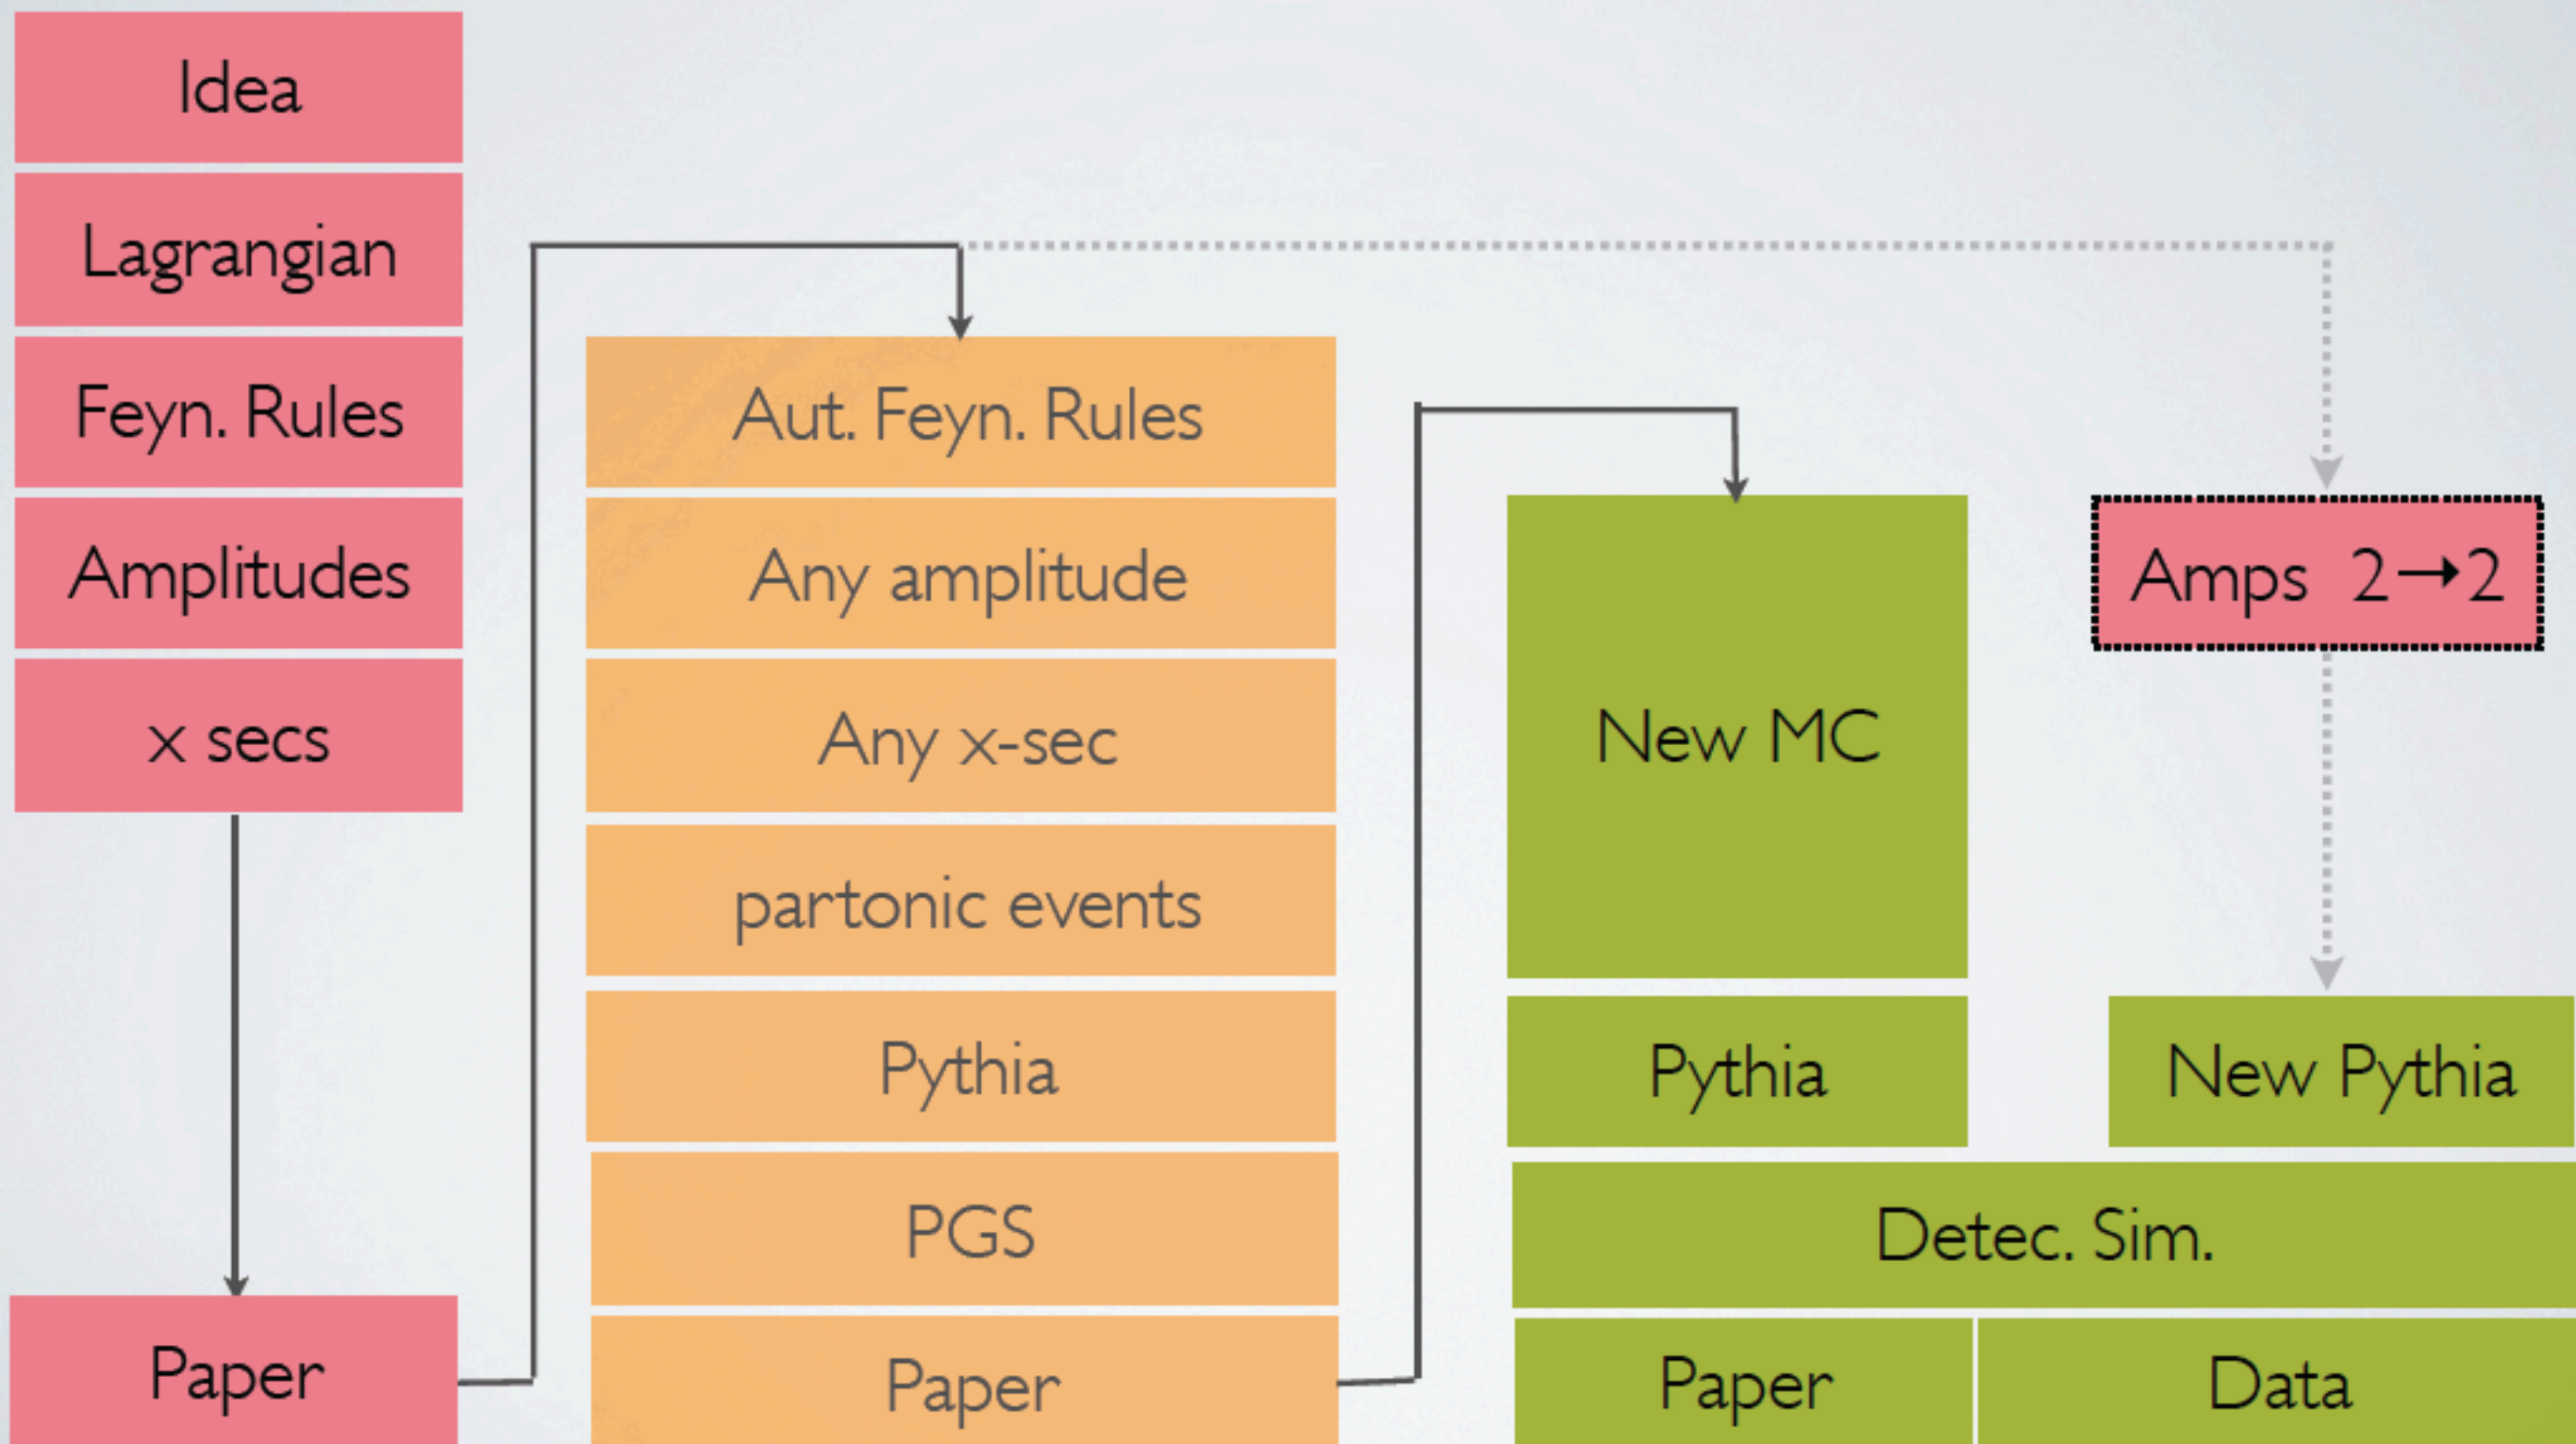 Idea
Lagrangian
Feyn. Rules
Amplitudes
x secs
Paper
Aut. Feyn. Rules
Any amplitude
Any x-sec
partonic events
Pythia
PGS
Paper
New MC
Pythia
Amps 2→2
New Pythia
Detec. Sim.
Paper
Data